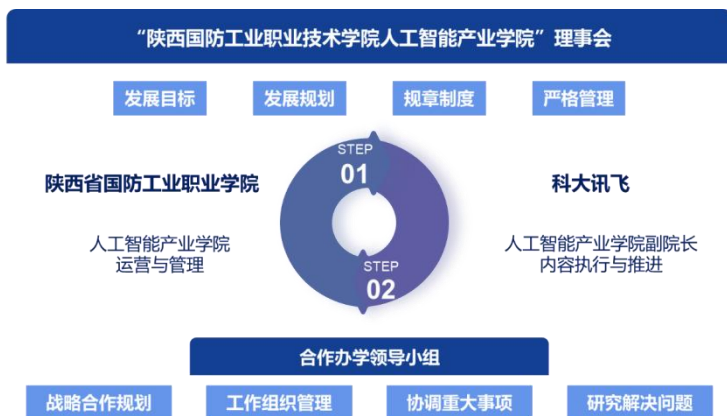 “陕西国防工业职业技术学院人工智能产业学院”理事会
发展目标
发展规划
规章制度
严格管理
STEP
01
陕西省国防工业职业学院
科大讯飞
人工智能产业学院
运营与管理
人工智能产业学院副院长
内容执行与推进
STEP
02
合作办学领导小组
战略合作规划
工作组织管理
协调重大事项
研究解决问题